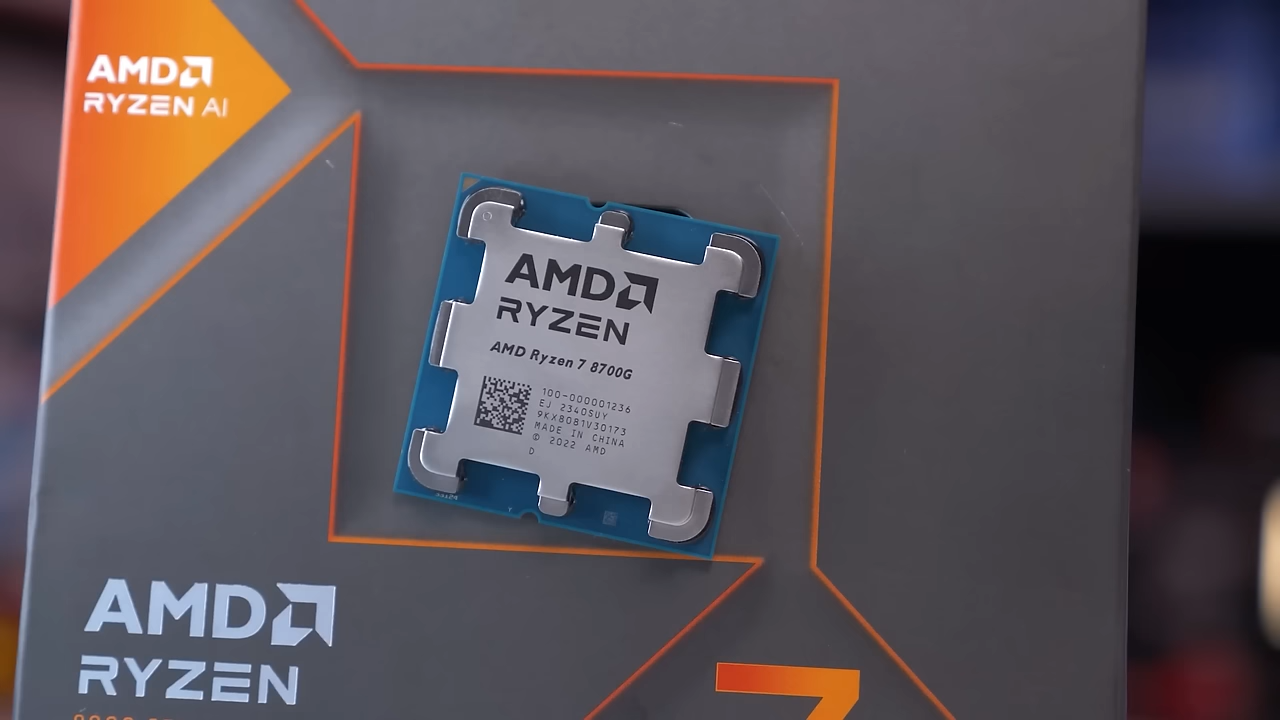 AMD
RYZEN AI
AMD
RYZEN
AMD Ryzen 7 8700G
100-000001236
EJ 2340SUY
9KX80B1V30173
MADE IN CHINA
© 2022 AMD
D
AMD
RYZEN
7